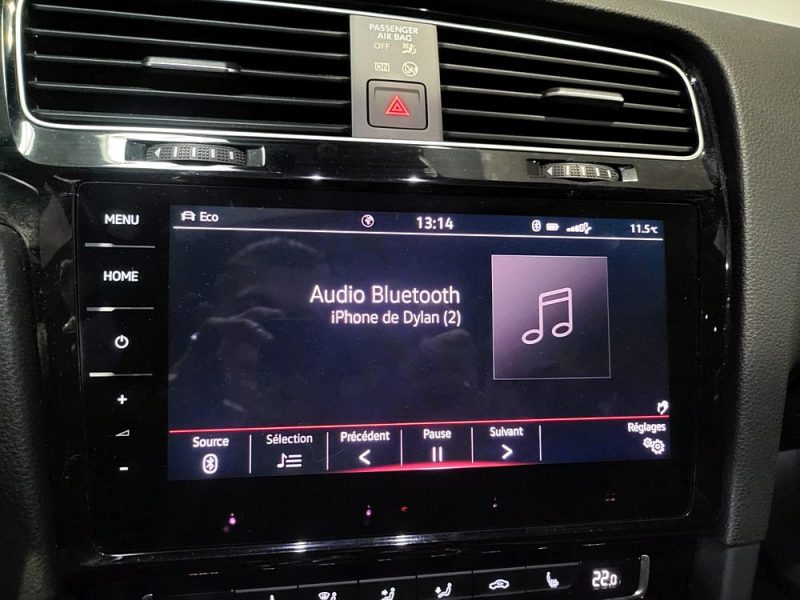 PASSENGER
AIR BAG
OFF
ON
MENU
HOME
Eco
13:14
11.5°C
Audio Bluetooth
iPhone de Dylan (2)
Source
Sélection
Précédent
Pause
Suivant
Réglages
22.0